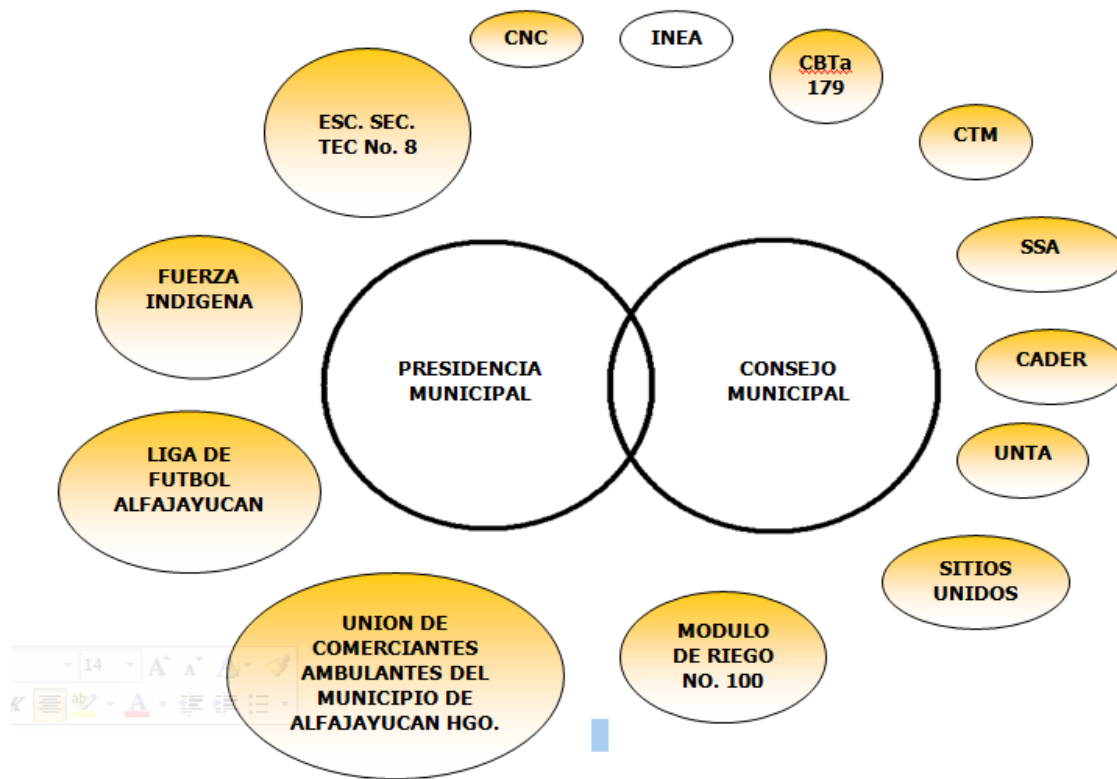 CNC
INEA
CBTa
179
ESC. SEC.
TEC No. 8
CTM
SSA
FUERZA
INDIGENA
PRESIDENCIA
MUNICIPAL
CONSEJO
MUNICIPAL
CADER
UNTA
LIGA DE
FUTBOL
ALFAJAYUCAN
SITIOS
UNIDOS
UNION DE
COMERCIANTES
AMBULANTES DEL
MUNICIPIO DE
ALFAJAYUCAN HGO.
MODULO
DE RIEGO
NO. 100
14